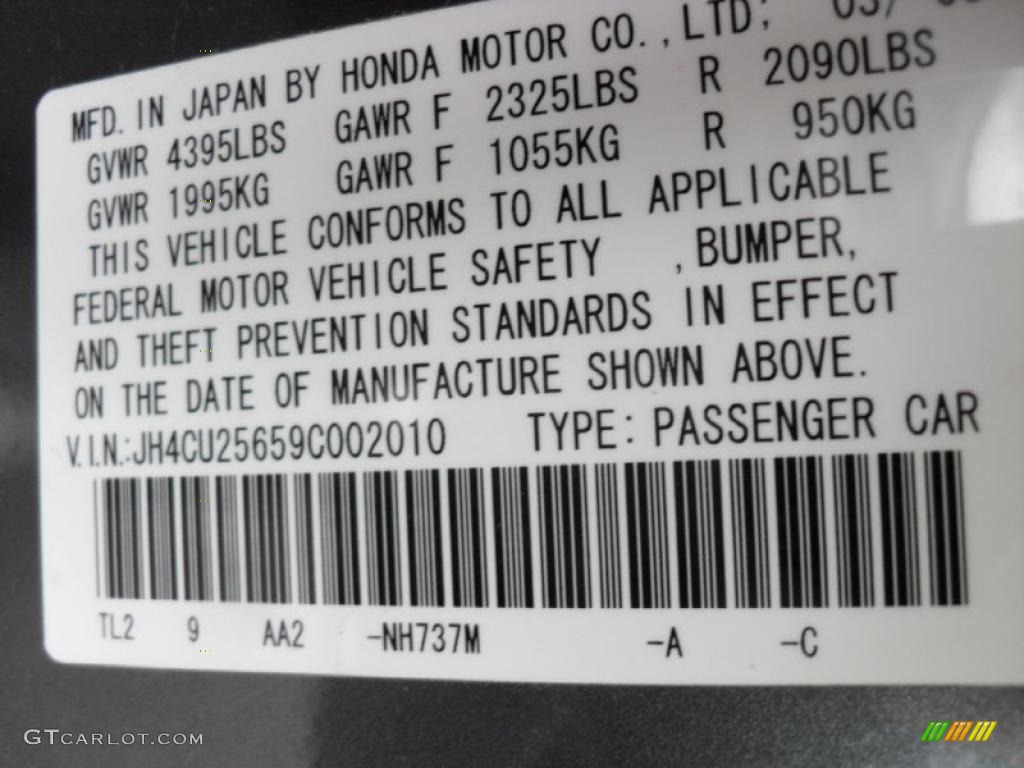 MFD. IN JAPAN BY HONDA MOTOR CO., LTD; 03/
GVWR 4395LBS GAWR F 2325LBS R 2090LBS
GVWR 1995KG GAWR F 1055KG R 950KG
THIS VEHICLE CONFORMS TO ALL APPLICABLE
FEDERAL MOTOR VEHICLE SAFETY , BUMPER,
AND THEFT PREVENTION STANDARDS IN EFFECT
ON THE DATE OF MANUFACTURE SHOWN ABOVE.
V.I.N.:JH4CU25659C002010 TYPE: PASSENGER CAR
TL2 9 AA2 -NH737M -A -C
GTCARLOT.COM